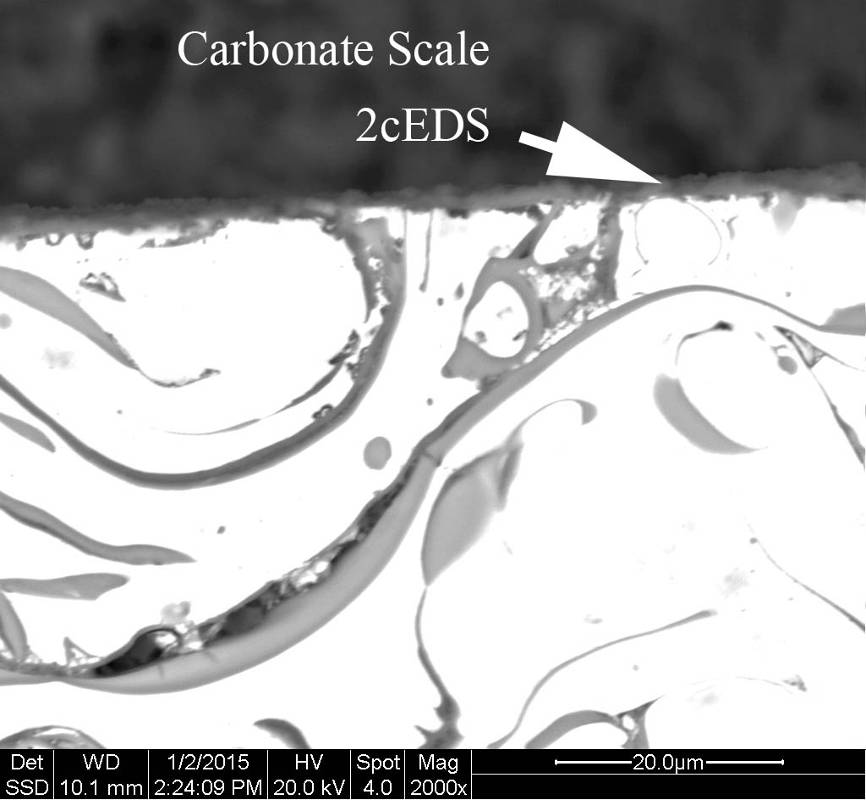 Carbonate Scale
2cEDS
Det WD 1/2/2015 HV Spot Mag 20.0µm
SSD 10.1 mm 2:24:09 PM 20.0 kV 4.0 2000x